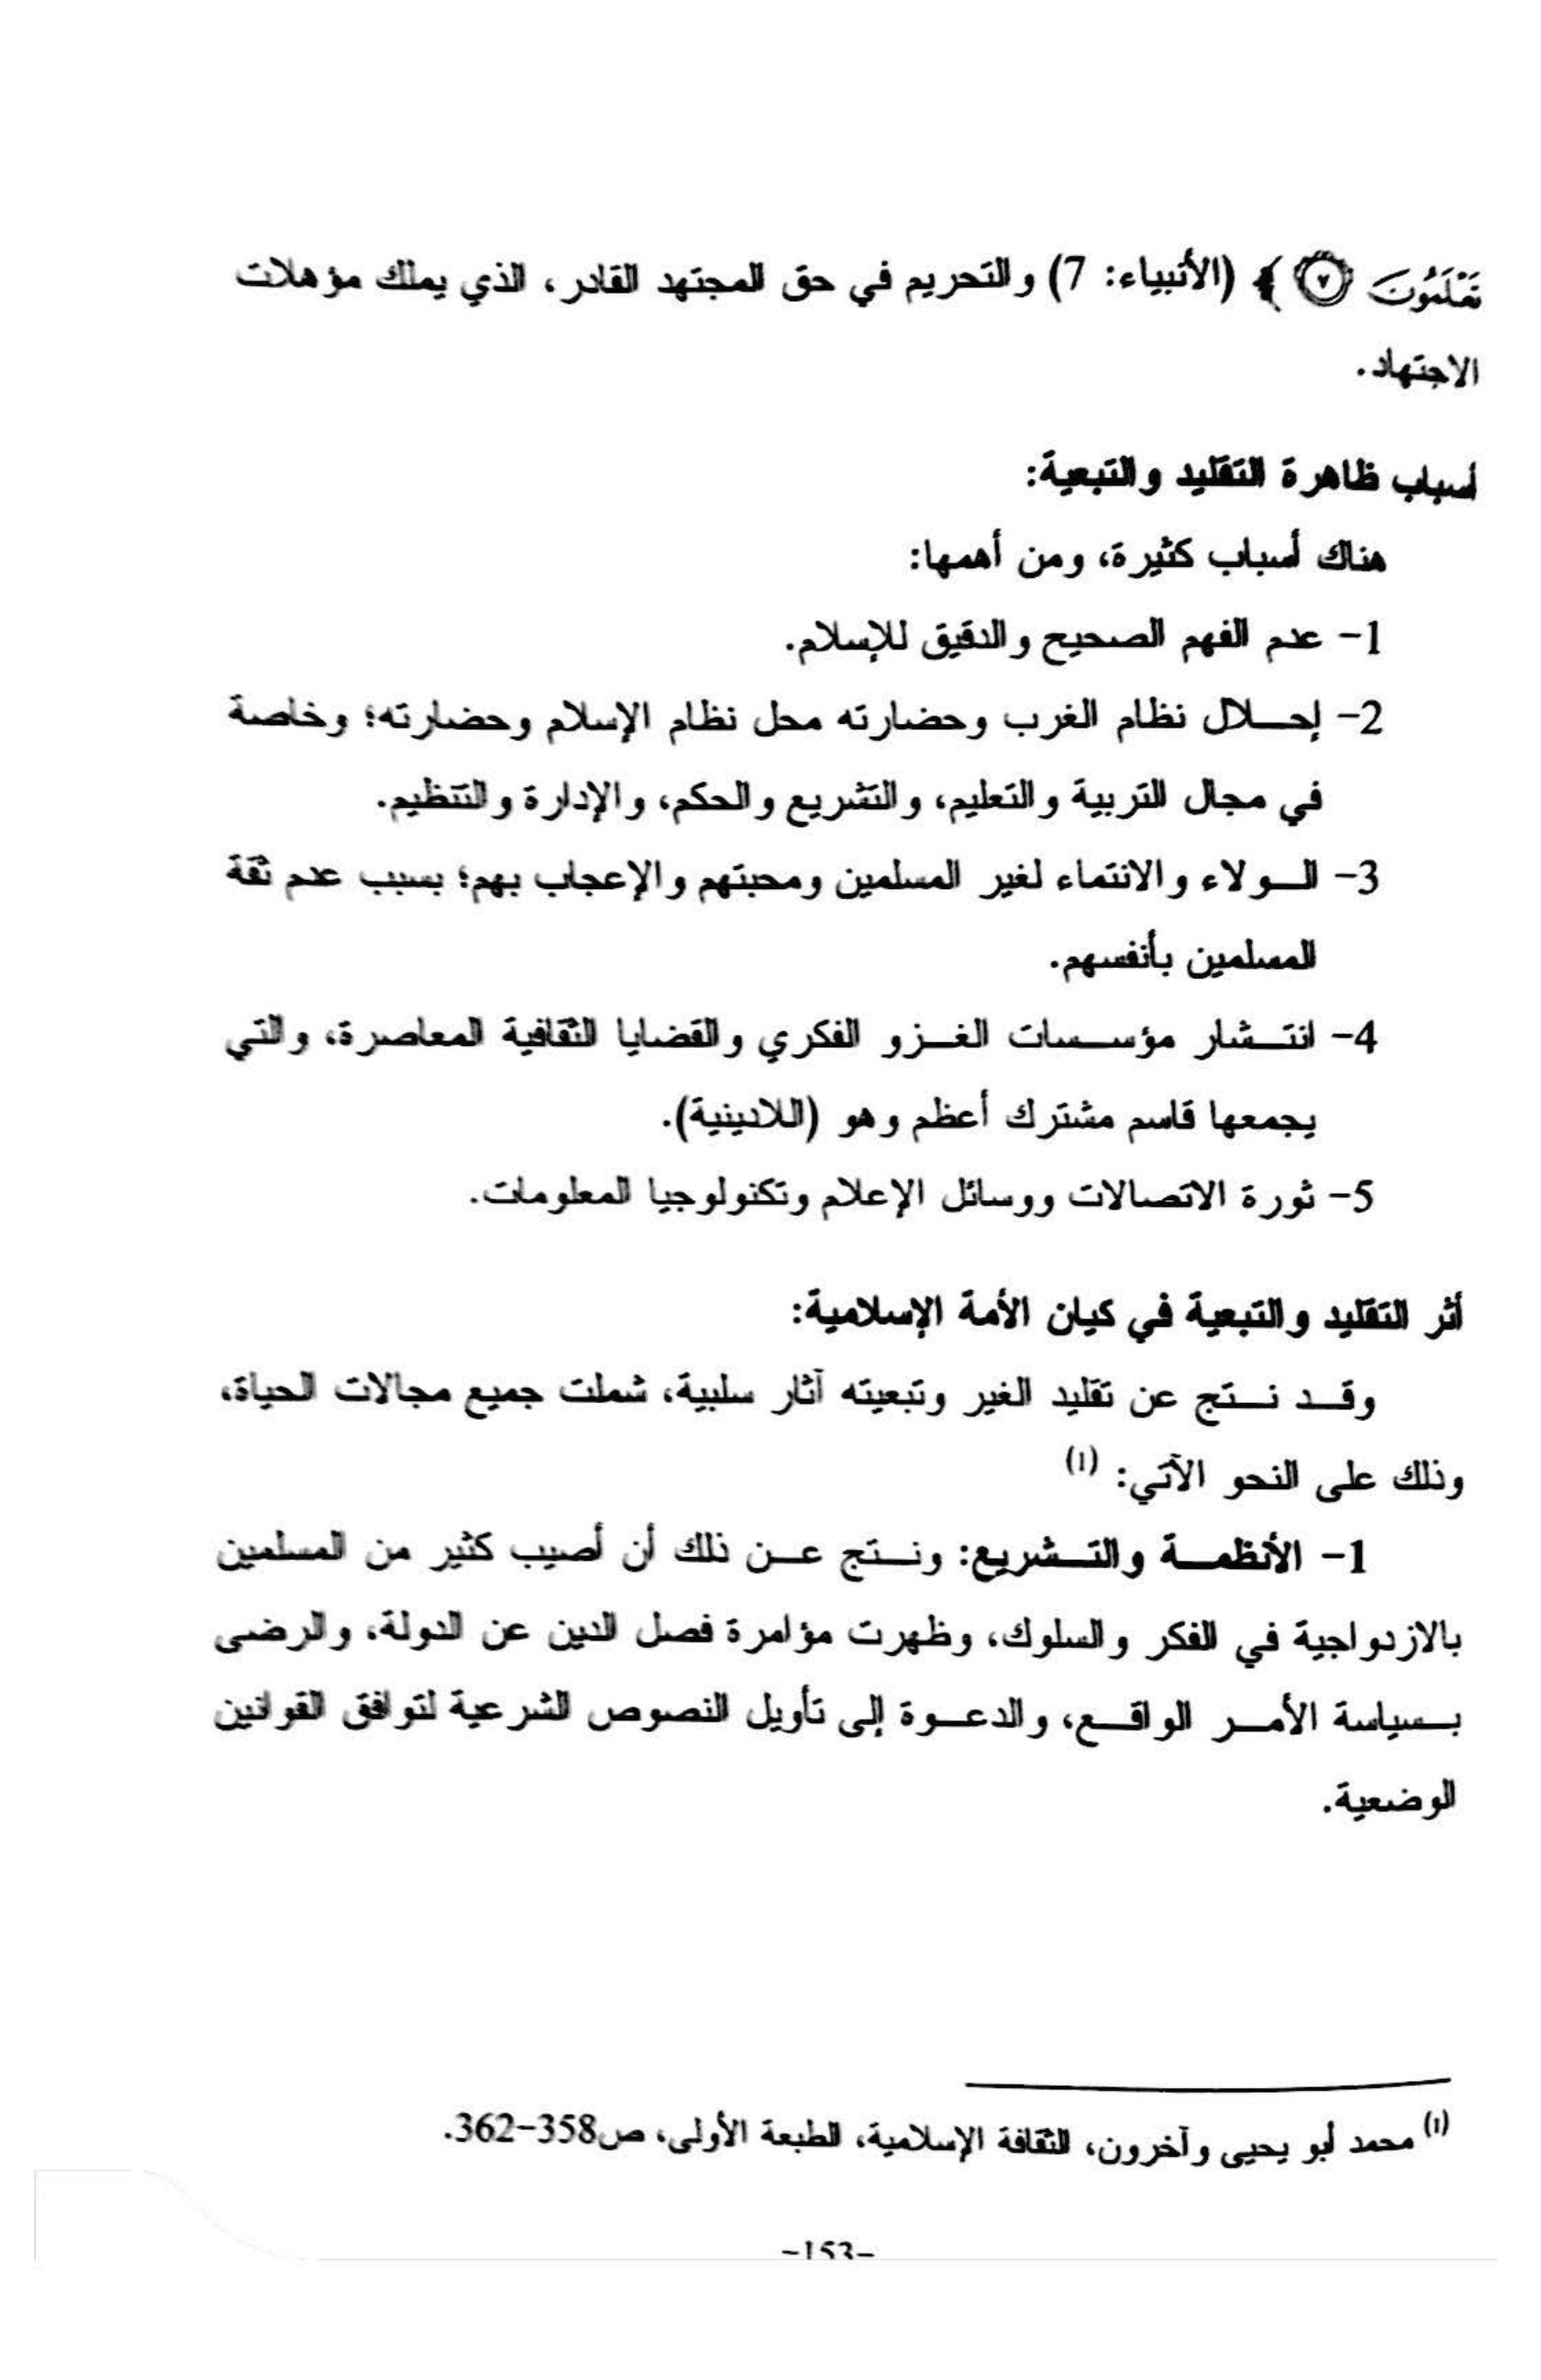 تَعْلَمُونَ ﴿٧﴾ ﴾ (الأنبياء: 7) والتحريم في حق المجتهد القادر، الذي يملك مؤهلات
الاجتهاد.
أسباب ظاهرة التقليد والتبعية:
هناك أسباب كثيرة، ومن أهمها:
1- عدم الفهم الصحيح والدقيق للإسلام.
2- إحلال نظام الغرب وحضارته محل نظام الإسلام وحضارته؛ وخاصة
في مجال التربية والتعليم، والتشريع والحكم، والإدارة والتنظيم.
3- الولاء والانتماء لغير المسلمين ومحبتهم والإعجاب بهم؛ بسبب عدم ثقة
المسلمين بأنفسهم.
4- انتشار مؤسسات الغزو الفكري والقضايا الثقافية المعاصرة، والتي
يجمعها قاسم مشترك أعظم وهو (اللادينية).
5- ثورة الاتصالات ووسائل الإعلام وتكنولوجيا المعلومات.
أثر التقليد والتبعية في كيان الأمة الإسلامية:
وقد نتج عن تقليد الغير وتبعيته آثار سلبية، شملت جميع مجالات الحياة،
وذلك على النحو الآتي: (١)
1- الأنظمة والتشريع: ونتج عن ذلك أن أصيب كثير من المسلمين
بالازدواجية في الفكر والسلوك، وظهرت مؤامرة فصل الدين عن الدولة، والرضى
بسياسة الأمر الواقع، والدعوة إلى تأويل النصوص الشرعية لتوافق القوانين
الوضعية.
(١) محمد أبو يحيى وآخرون، الثقافة الإسلامية، الطبعة الأولى، ص358-362.
-153-